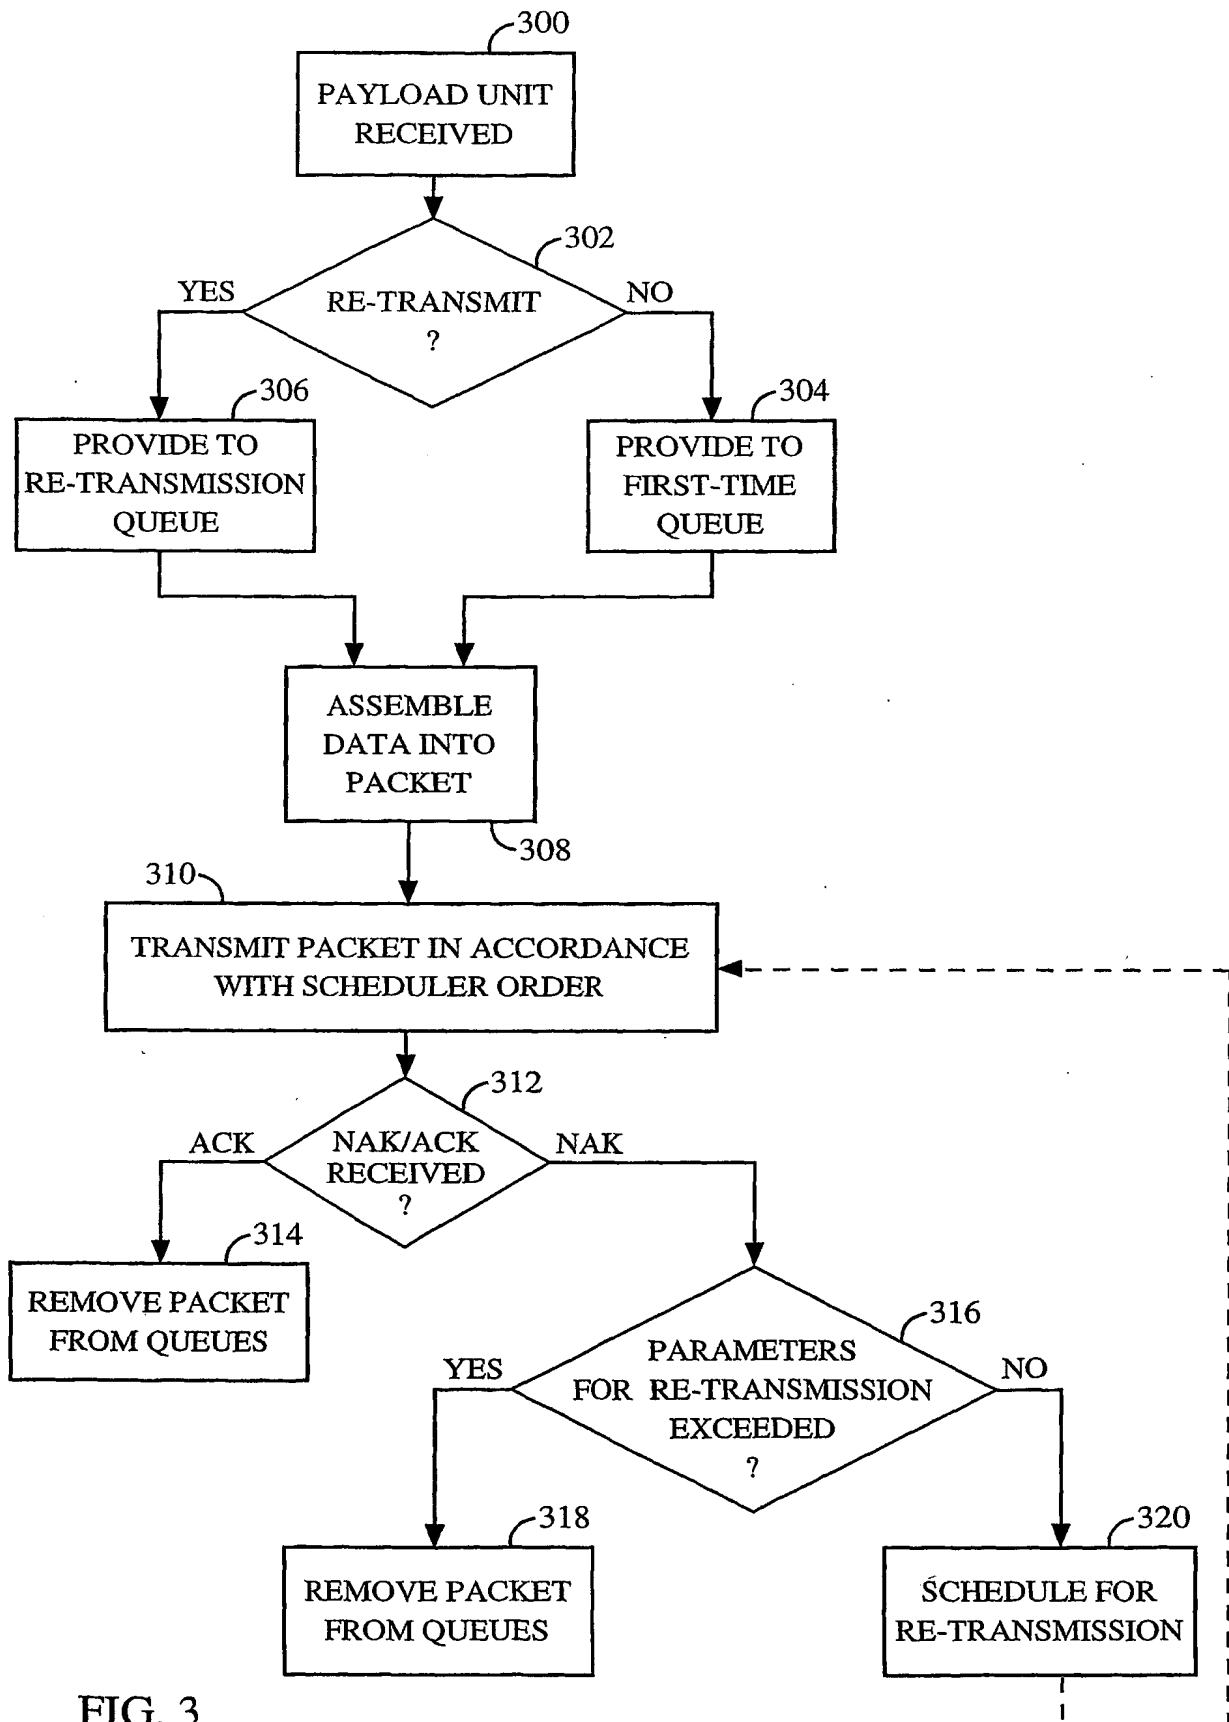 300
PAYLOAD UNIT
RECEIVED
302
YES
RE-TRANSMIT
?
NO
306
304
PROVIDE TO
RE-TRANSMISSION
QUEUE
PROVIDE TO
FIRST-TIME
QUEUE
ASSEMBLE
DATA INTO
PACKET
308
310
TRANSMIT PACKET IN ACCORDANCE
WITH SCHEDULER ORDER
312
ACK
NAK/ACK
RECEIVED
?
NAK
314
REMOVE PACKET
FROM QUEUES
316
YES
PARAMETERS
FOR RE-TRANSMISSION
EXCEEDED
?
NO
318
320
REMOVE PACKET
FROM QUEUES
SCHEDULE FOR
RE-TRANSMISSION
FIG. 3